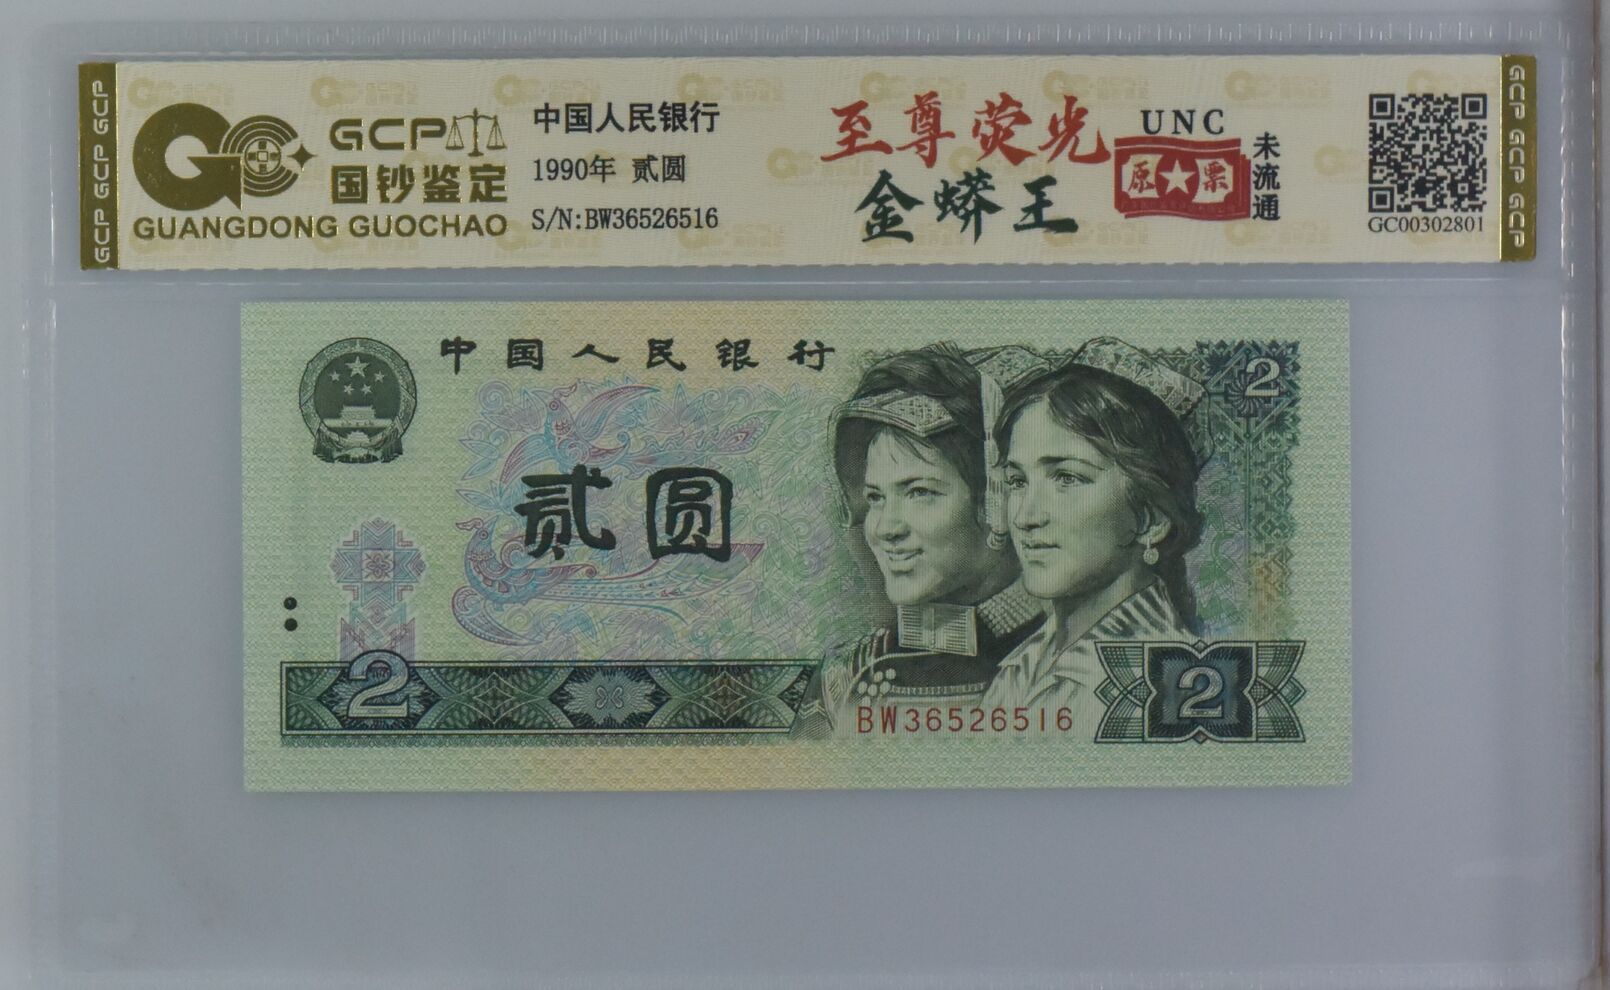 GCP GCP GCP
GCP
国钞鉴定
GUANGDONG GUOCHAO
中国人民银行
1990年 贰圆
S/N:BW36526516
至尊荧光
金蟒王
UNC
原★票
未流通
GC00302801
GCP GCP GCP
中国人民银行
2
贰圆
2
BW36526516
2